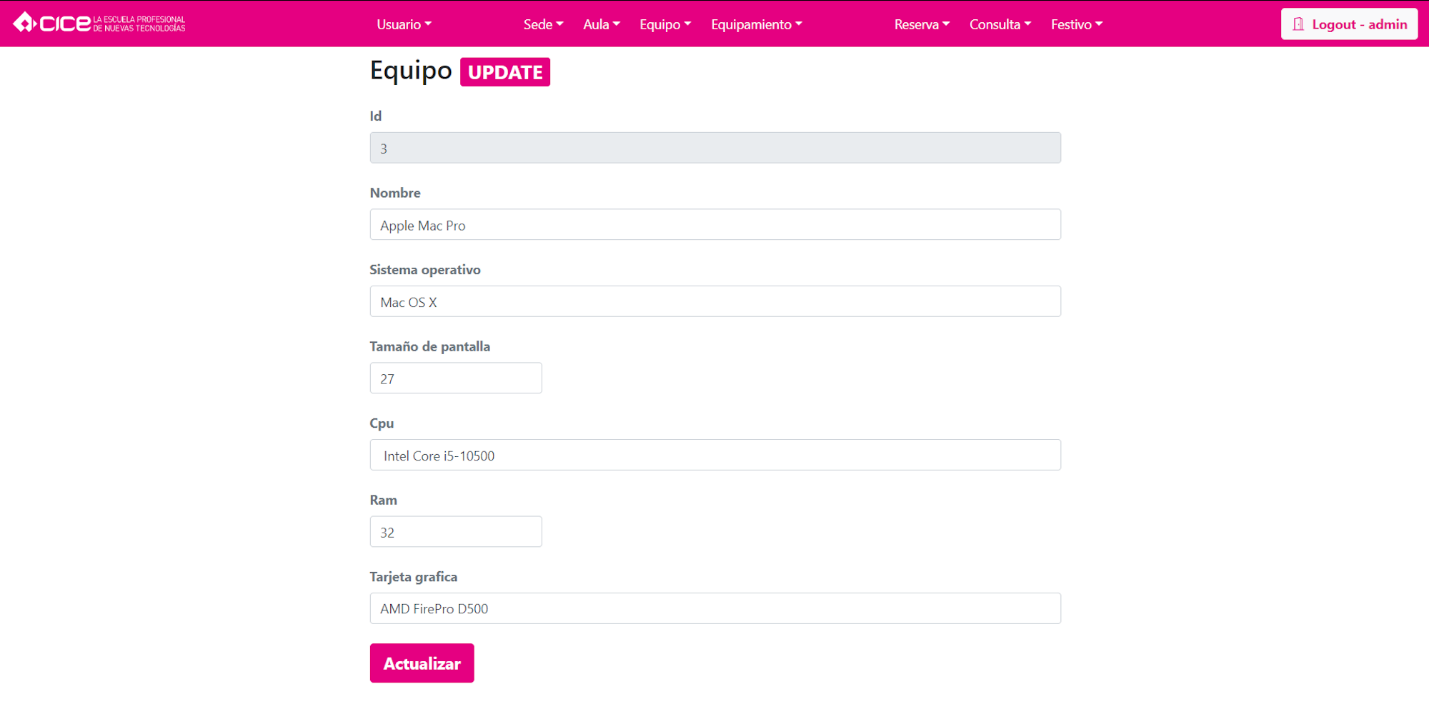 CICE LA ESCUELA PROFESIONAL
DE NUEVAS TECNOLOGÍAS
Usuario Sede Aula Equipo Equipamiento Reserva Consulta Festivo Logout - admin
Equipo UPDATE
Id
3
Nombre
Apple Mac Pro
Sistema operativo
Mac OS X
Tamaño de pantalla
27
Cpu
Intel Core i5-10500
Ram
32
Tarjeta grafica
AMD FirePro D500
Actualizar